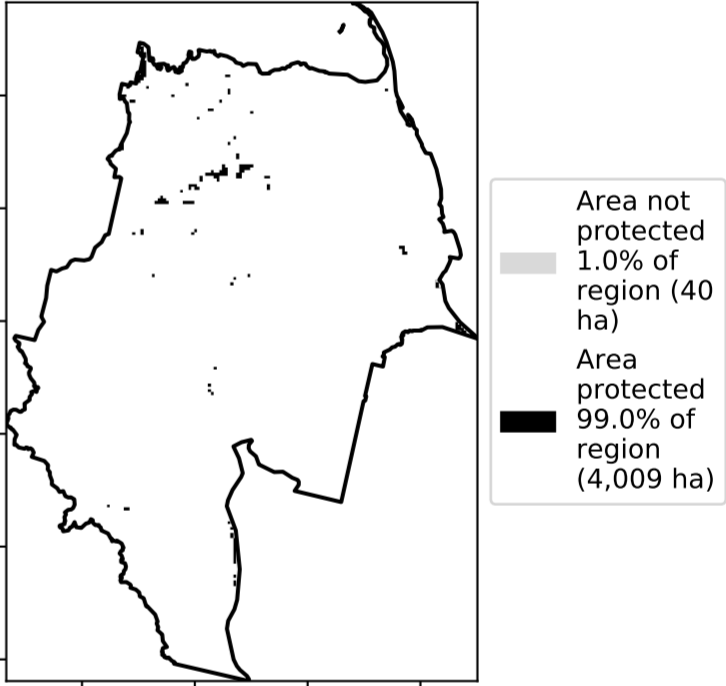 Area not
protected
1.0% of
region (40
ha)
Area
protected
99.0% of
region
(4,009 ha)